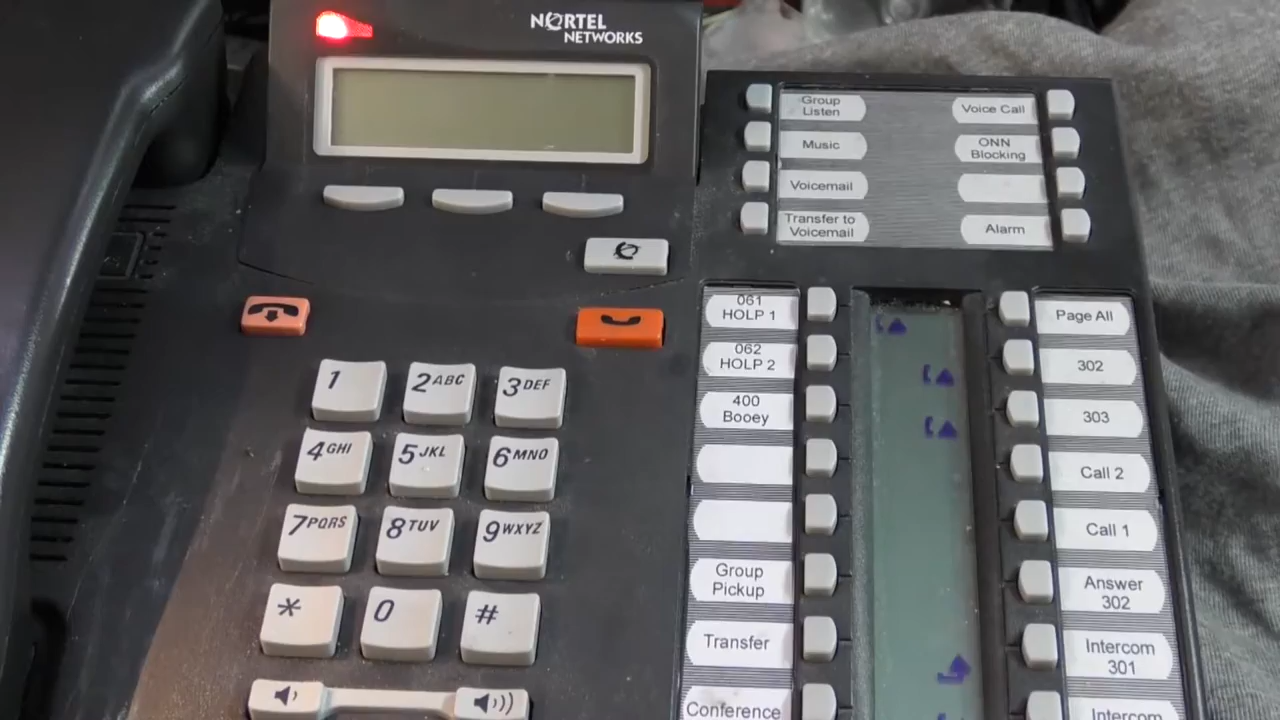 NORTEL
NETWORKS
Group
Listen
Voice Call
Music
ONN
Blocking
Voicemail
Transfer to
Voicemail
Alarm
061
HOLP 1
Page All
062
HOLP 2
302
400
Booey
303
Call 2
Call 1
Group
Pickup
Answer
302
Transfer
Intercom
301
Conference
Intercom
1
2ABC
3DEF
4GHI
5JKL
6MNO
7PQRS
8TUV
9WXYZ
*
0
#